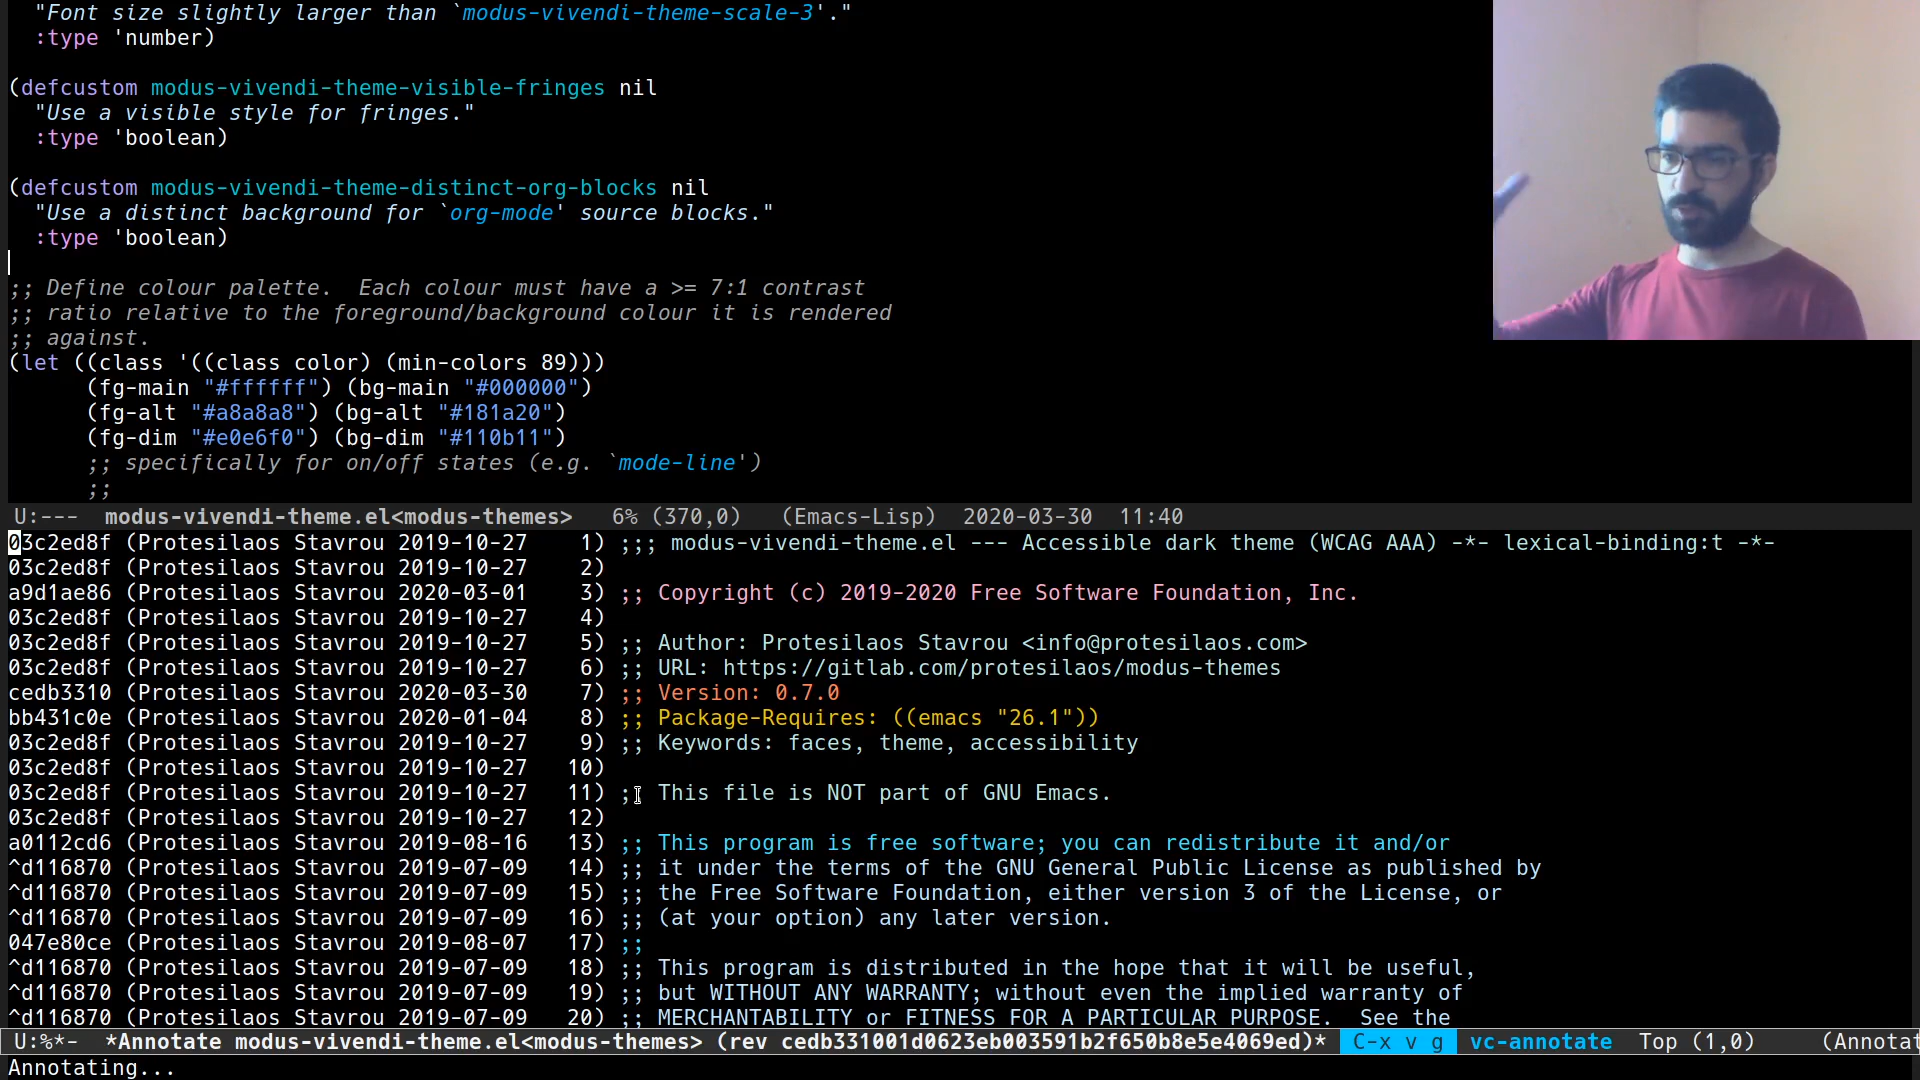 "Font size slightly larger than `modus-vivendi-theme-scale-3'."
:type 'number)
(defcustom modus-vivendi-theme-visible-fringes nil
"Use a visible style for fringes."
:type 'boolean)
(defcustom modus-vivendi-theme-distinct-org-blocks nil
"Use a distinct background for `org-mode' source blocks."
:type 'boolean)
;; Define colour palette.  Each colour must have a >= 7:1 contrast
;; ratio relative to the foreground/background colour it is rendered
;; against.
(let ((class '((class color) (min-colors 89)))
(fg-main "#ffffff") (bg-main "#000000")
(fg-alt "#a8a8a8") (bg-alt "#181a20")
(fg-dim "#e0e6f0") (bg-dim "#110b11")
;; specifically for on/off states (e.g. `mode-line')
;;
U:---  modus-vivendi-theme.el<modus-themes>   6% (370,0)   (Emacs-Lisp)  2020-03-30  11:40
03c2ed8f (Protesilaos Stavrou 2019-10-27   1) ;;; modus-vivendi-theme.el --- Accessible dark theme (WCAG AAA) -*- lexical-binding:t -*-
03c2ed8f (Protesilaos Stavrou 2019-10-27   2)
a9d1ae86 (Protesilaos Stavrou 2020-03-01   3) ;; Copyright (c) 2019-2020 Free Software Foundation, Inc.
03c2ed8f (Protesilaos Stavrou 2019-10-27   4)
03c2ed8f (Protesilaos Stavrou 2019-10-27   5) ;; Author: Protesilaos Stavrou <info@protesilaos.com>
03c2ed8f (Protesilaos Stavrou 2019-10-27   6) ;; URL: https://gitlab.com/protesilaos/modus-themes
cedb3310 (Protesilaos Stavrou 2020-03-30   7) ;; Version: 0.7.0
bb431c0e (Protesilaos Stavrou 2020-01-04   8) ;; Package-Requires: ((emacs "26.1"))
03c2ed8f (Protesilaos Stavrou 2019-10-27   9) ;; Keywords: faces, theme, accessibility
03c2ed8f (Protesilaos Stavrou 2019-10-27  10)
03c2ed8f (Protesilaos Stavrou 2019-10-27  11) ;; This file is NOT part of GNU Emacs.
03c2ed8f (Protesilaos Stavrou 2019-10-27  12)
a0112cd6 (Protesilaos Stavrou 2019-08-16  13) ;; This program is free software; you can redistribute it and/or
^d116870 (Protesilaos Stavrou 2019-07-09  14) ;; it under the terms of the GNU General Public License as published by
^d116870 (Protesilaos Stavrou 2019-07-09  15) ;; the Free Software Foundation, either version 3 of the License, or
^d116870 (Protesilaos Stavrou 2019-07-09  16) ;; (at your option) any later version.
047e80ce (Protesilaos Stavrou 2019-08-07  17) ;;
^d116870 (Protesilaos Stavrou 2019-07-09  18) ;; This program is distributed in the hope that it will be useful,
^d116870 (Protesilaos Stavrou 2019-07-09  19) ;; but WITHOUT ANY WARRANTY; without even the implied warranty of
^d116870 (Protesilaos Stavrou 2019-07-09  20) ;; MERCHANTABILITY or FITNESS FOR A PARTICULAR PURPOSE.  See the
U:%*-  *Annotate modus-vivendi-theme.el<modus-themes> (rev cedb331001d0623eb003591b2f650b8e5e4069ed)* C-x v g vc-annotate  Top (1,0)     (Annotat
Annotating...